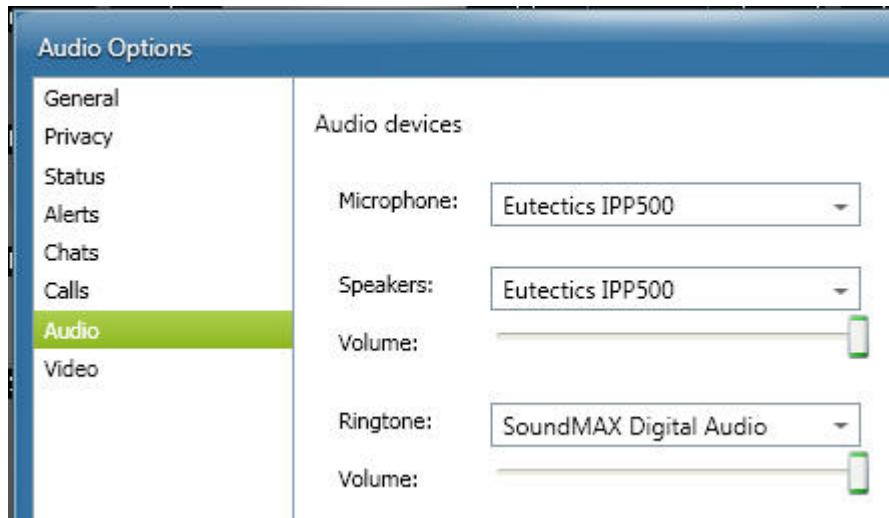 Audio Options
General
Privacy
Status
Alerts
Chats
Calls
Audio
Video
Audio devices
Microphone: Eutectics IPP500
Speakers: Eutectics IPP500
Volume:
Ringtone: SoundMAX Digital Audio
Volume: